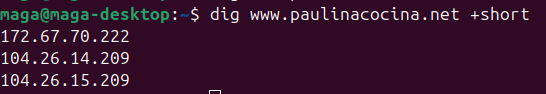 maga@maga-desktop:~$ dig www.paulinacocina.net +short
172.67.70.222
104.26.14.209
104.26.15.209